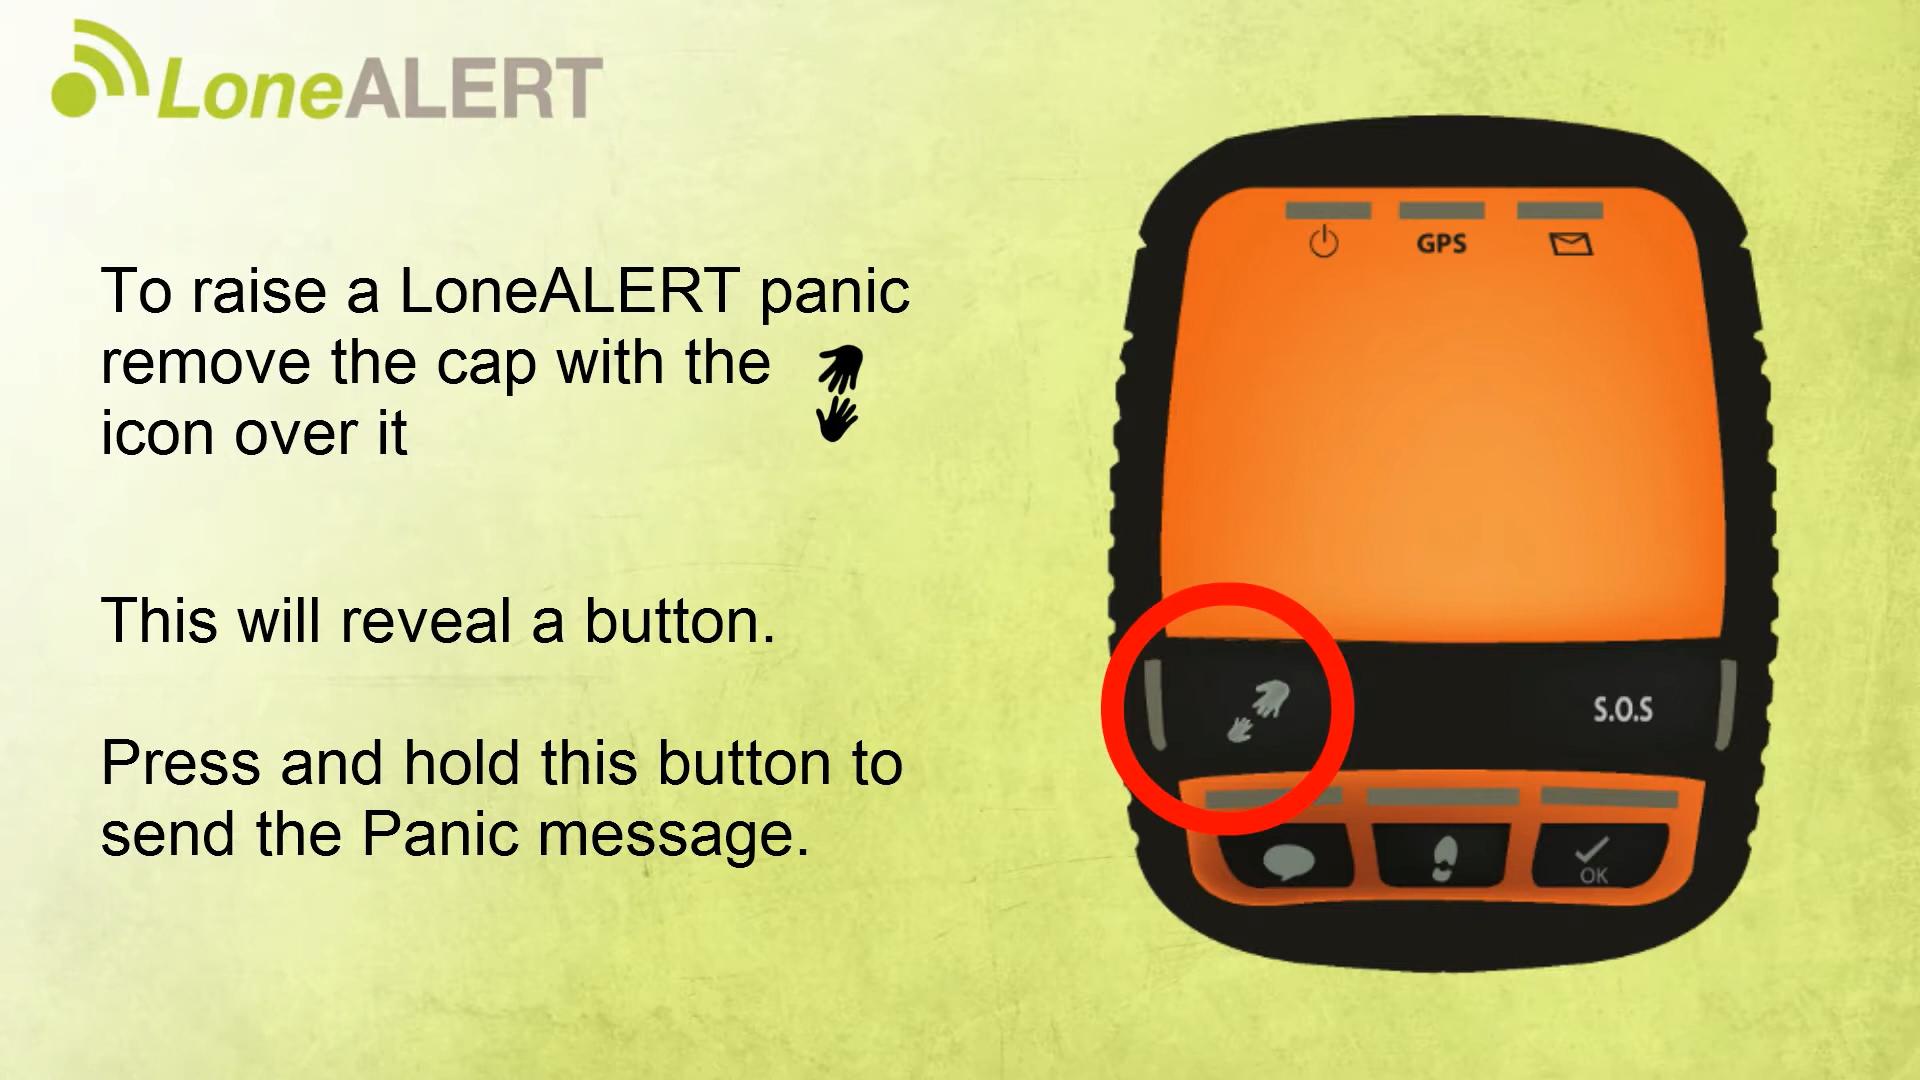 LoneALERT
To raise a LoneALERT panic
remove the cap with the
icon over it
This will reveal a button.
Press and hold this button to
send the Panic message.
GPS
S.O.S
OK